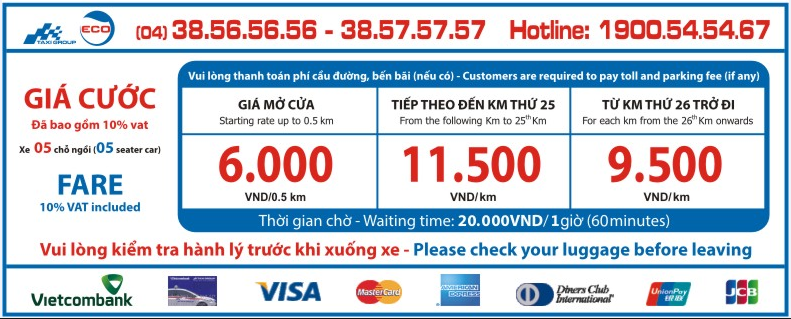 TAXI GROUP
ECO
(04) 38.56.56.56 - 38.57.57.57 Hotline: 1900.54.54.67
Vui lòng thanh toán phí cầu đường, bến bãi (nếu có) - Customers are required to pay toll and parking fee (if any)
GIÁ CƯỚC
Đã bao gồm 10% vat
Xe 05 chỗ ngồi (05 seater car)
FARE
10% VAT included
GIÁ MỞ CỬA
Starting rate up to 0.5 km
6.000
VND/0.5 km
TIẾP THEO ĐẾN KM THỨ 25
From the following Km to 25th Km
11.500
VND/km
TỪ KM THỨ 26 TRỞ ĐI
For each km from the 26th Km onwards
9.500
VND/km
Thời gian chờ - Waiting time: 20.000VND/ 1giờ (60minutes)
Vui lòng kiểm tra hành lý trước khi xuống xe - Please check your luggage before leaving
Vietcombank
VISA
MasterCard
AMERICAN EXPRESS
Diners Club International
UnionPay
银联
JCB